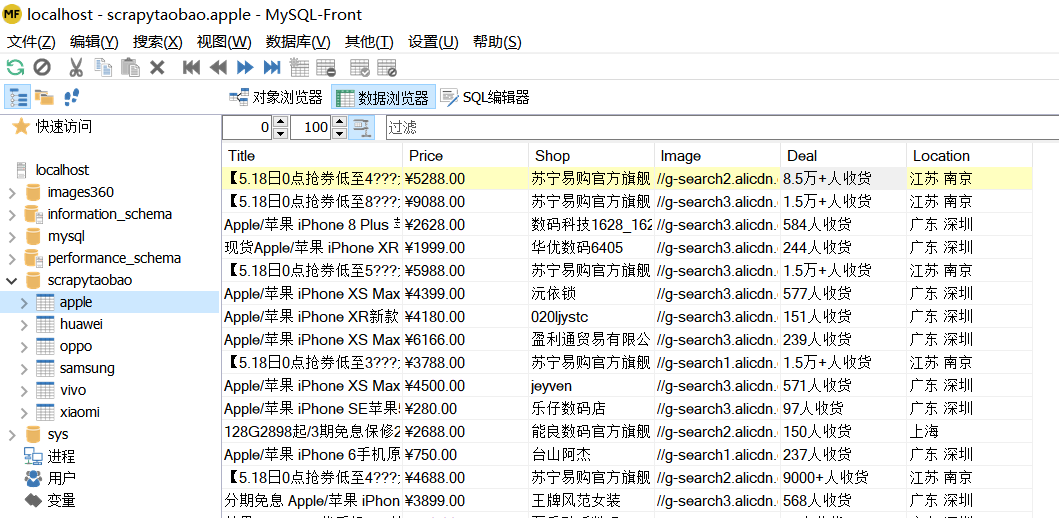 localhost - scrapytaobao.apple - MySQL-Front
文件(Z) 编辑(Y) 搜索(X) 视图(W) 数据库(V) 其他(T) 设置(U) 帮助(S)
对象浏览器 数据浏览器 SQL编辑器
快速访问
0 100 过滤
localhost
images360
information_schema
mysql
performance_schema
scrapytaobao
apple
huawei
oppo
samsung
vivo
xiaomi
sys
进程
用户
变量
Title Price Shop Image Deal Location
【5.18日0点抢券低至4???: ¥5288.00 苏宁易购官方旗舰 //g-search2.alicdn. 8.5万+人收货 江苏 南京
【5.18日0点抢券低至8???: ¥9088.00 苏宁易购官方旗舰 //g-search3.alicdn. 1.5万+人收货 江苏 南京
Apple/苹果 iPhone 8 Plus ¥2628.00 数码科技1628_162 //g-search3.alicdn. 584人收货 广东 深圳
现货Apple/苹果 iPhone XR ¥1999.00 华优数码6405 //g-search3.alicdn. 244人收货 广东 深圳
【5.18日0点抢券低至5???: ¥5988.00 苏宁易购官方旗舰 //g-search3.alicdn. 1.5万+人收货 江苏 南京
Apple/苹果 iPhone XS Max ¥4399.00 沅依锁 //g-search3.alicdn. 577人收货 广东 深圳
Apple/苹果 iPhone XR新款 ¥4180.00 020ljystc //g-search3.alicdn. 151人收货 广东 深圳
Apple/苹果 iPhone XS Max ¥6166.00 盈利通贸易有限公 //g-search3.alicdn. 239人收货 广东 深圳
【5.18日0点抢券低至3???: ¥3788.00 苏宁易购官方旗舰 //g-search1.alicdn. 1.5万+人收货 江苏 南京
Apple/苹果 iPhone XS Max ¥4500.00 jeyven //g-search3.alicdn. 571人收货 广东 深圳
Apple/苹果 iPhone SE苹果 ¥280.00 乐仔数码店 //g-search3.alicdn. 97人收货 广东 深圳
128G2898起/3期免息保修2 ¥2688.00 能良数码官方旗舰 //g-search2.alicdn. 150人收货 上海
Apple/苹果 iPhone 6手机原 ¥750.00 台山阿杰 //g-search1.alicdn. 237人收货 广东 深圳
【5.18日0点抢券低至4???: ¥4688.00 苏宁易购官方旗舰 //g-search2.alicdn. 9000+人收货 江苏 南京
分期免息 Apple/苹果 iPhon ¥3899.00 王牌风范女装 //g-search3.alicdn. 568人收货 广东 深圳